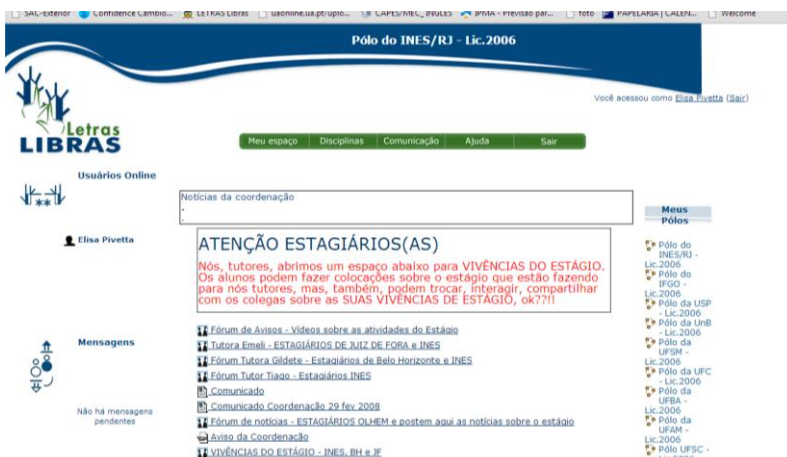 SAC-Exterior Confidence Câmbio... LETRAS Libras uaonline.ua.pt/uplo... CAPES/MEC_INGLES IPMA - Previsão par... foto PAPELARIA | CALEN... Welcome
Pólo do INES/RJ - Lic.2006
Você acessou como Elisa Pivetta (Sair)
Letras
LIBRAS
Meu espaço Disciplinas Comunicação Ajuda Sair
Usuários Online
Elisa Pivetta
Mensagens
Não há mensagens
pendentes
Notícias da coordenação
.
.
ATENÇÃO ESTAGIÁRIOS(AS)
Nós, tutores, abrimos um espaço abaixo para VIVÊNCIAS DO ESTÁGIO.
Os alunos podem fazer colocações sobre o estágio que estão fazendo
para nós tutores, mas, também, podem trocar, interagir, compartilhar
com os colegas sobre as SUAS VIVÊNCIAS DE ESTÁGIO, ok??!!
Fórum de Avisos - Vídeos sobre as atividades do Estágio
Tutora Emeli - ESTAGIÁRIOS DE JUIZ DE FORA e INES
Fórum Tutora Gildete - Estagiários de Belo Horizonte e INES
Fórum Tutor Tiago - Estagiários INES
Comunicado
Comunicado Coordenação 29 fev 2008
Fórum de notícias - ESTAGIÁRIOS OLHEM e postem aqui as notícias sobre o estágio
Aviso da Coordenação
VIVÊNCIAS DO ESTÁGIO - INES, BH e JF
Meus
Pólos
Pólo do
INES/RJ -
Lic.2006
Pólo do
IFGO -
Lic.2006
Pólo da USP
- Lic.2006
Pólo da UnB
- Lic.2006
Pólo da
UFSM -
Lic.2006
Pólo da UFC
- Lic.2006
Pólo da
UFBA -
Lic.2006
Pólo da
UFAM -
Lic.2006
Pólo UFSC -